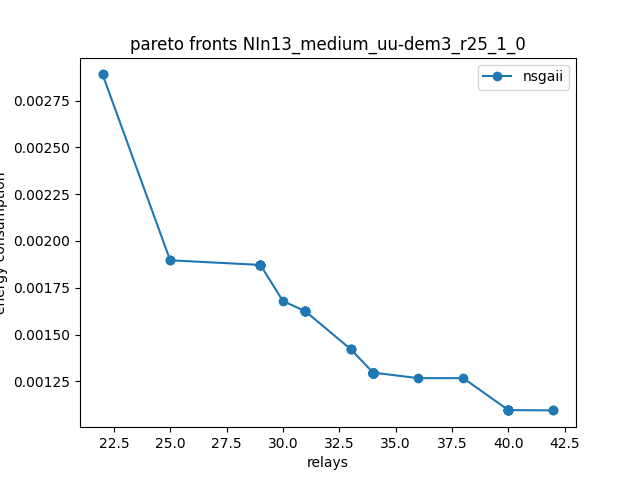 pareto fronts NIn13_medium_uu-dem3_r25_1_0
nsgaii
energy consumption
0.00275
0.00250
0.00225
0.00200
0.00175
0.00150
0.00125
22.5 25.0 27.5 30.0 32.5 35.0 37.5 40.0 42.5
relays